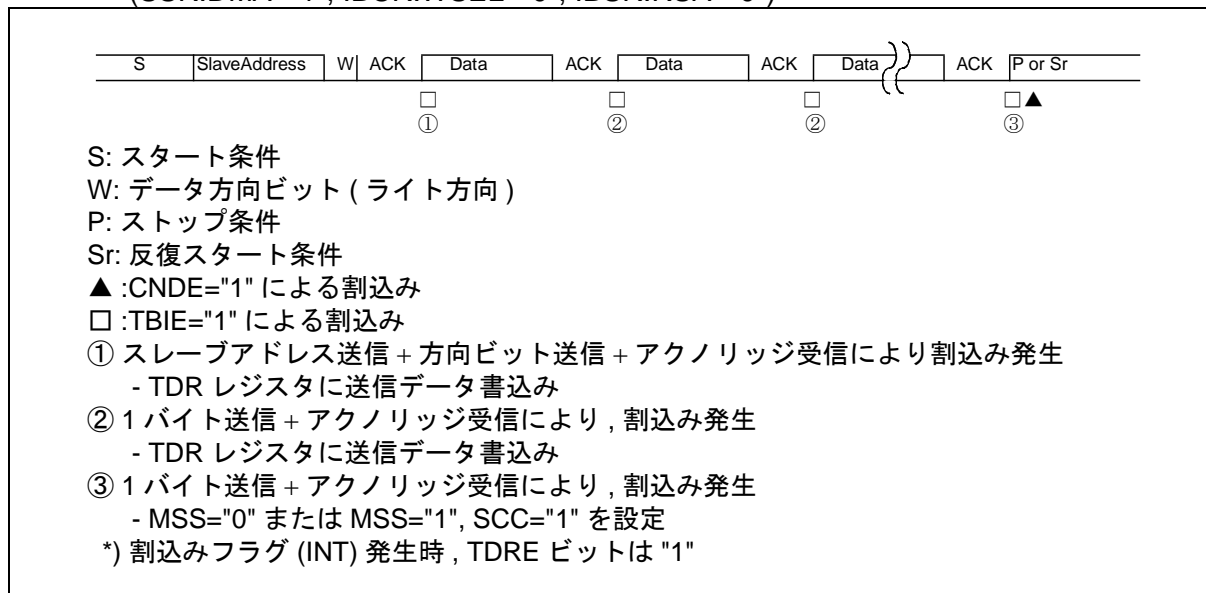 S SlaveAddress W ACK Data ACK Data ACK Data ACK P or Sr
□ □ □ □▲
① ② ② ③
S: スタート条件
W: データ方向ビット ( ライト方向 )
P: ストップ条件
Sr: 反復スタート条件
▲ :CNDE="1" による割込み
□ :TBIE="1" による割込み
① スレーブアドレス送信 + 方向ビット送信 + アクノリッジ受信により割込み発生
- TDR レジスタに送信データ書込み
② 1 バイト送信 + アクノリッジ受信により , 割込み発生
- TDR レジスタに送信データ書込み
③ 1 バイト送信 + アクノリッジ受信により , 割込み発生
- MSS="0" または MSS="1", SCC="1" を設定
*) 割込みフラグ (INT) 発生時 , TDRE ビットは "1"